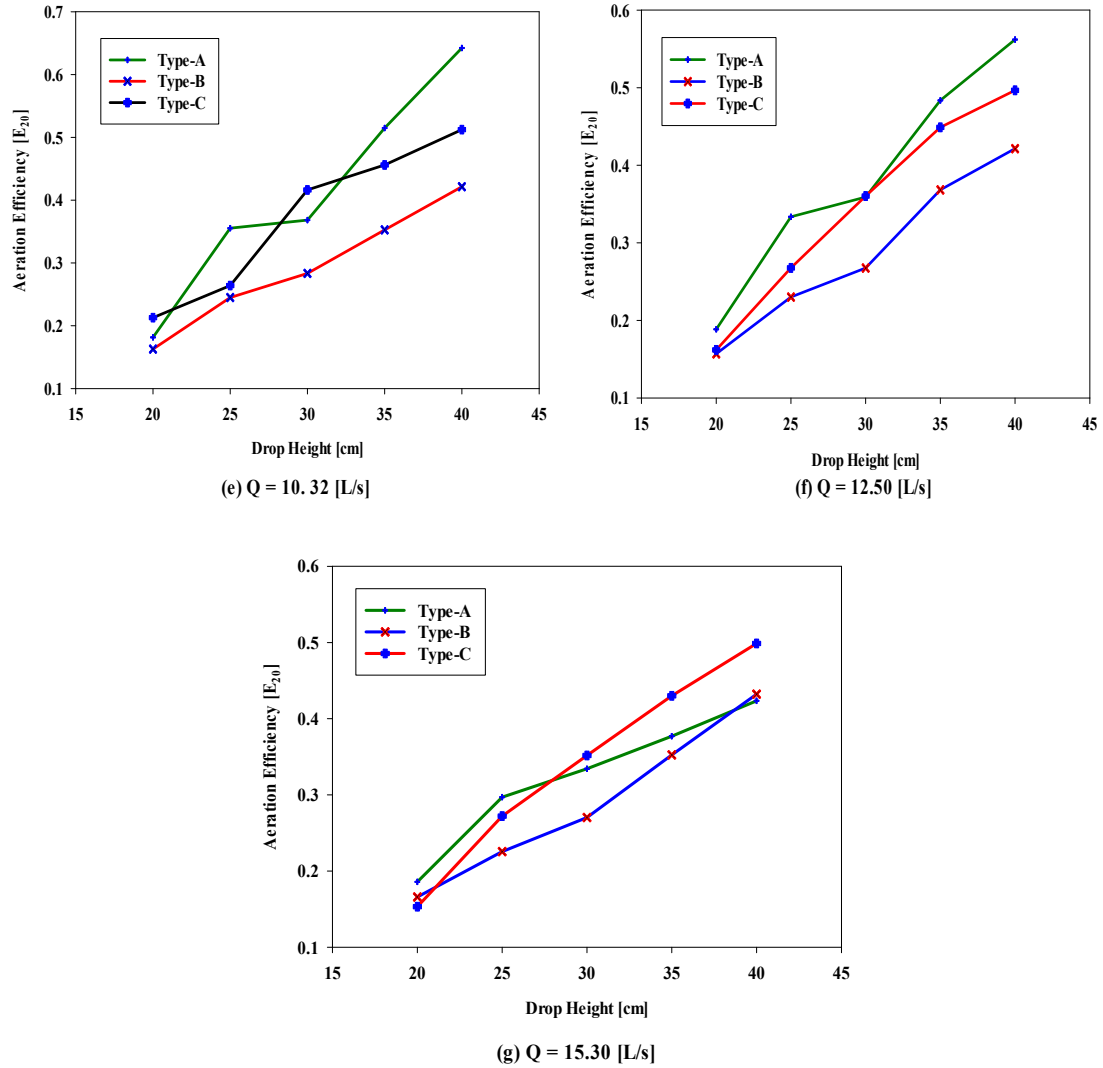 0.7
0.6
0.5
0.4
0.3
0.2
0.1
Aeration Efficiency [E20]
Type-A
Type-B
Type-C
15 20 25 30 35 40 45
Drop Height [cm]
(e) Q = 10. 32 [L/s]
0.6
0.5
0.4
0.3
0.2
0.1
Aeration Efficiency [E20]
Type-A
Type-B
Type-C
15 20 25 30 35 40 45
Drop Height [cm]
(f) Q = 12.50 [L/s]
0.6
0.5
0.4
0.3
0.2
0.1
Aeration Efficiency [E20]
Type-A
Type-B
Type-C
15 20 25 30 35 40 45
Drop Height [cm]
(g) Q = 15.30 [L/s]